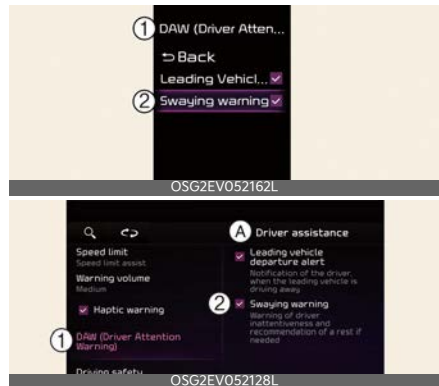 ① DAW (Driver Atten...
Back
Leading Vehicl...
② Swaying warning
OSG2EV052162L
Ⓐ Driver assistance
Speed limit
Speed limit assist
Warning volume
Medium
Haptic warning
① DAW (Driver Attention
Warning)
Driving safety
Leading vehicle
departure alert
Notification of the driver,
when the leading vehicle is
driving away
② Swaying warning
Warning of driver
inattentiveness and
recommendation of a rest if
needed
OSG2EV052128L